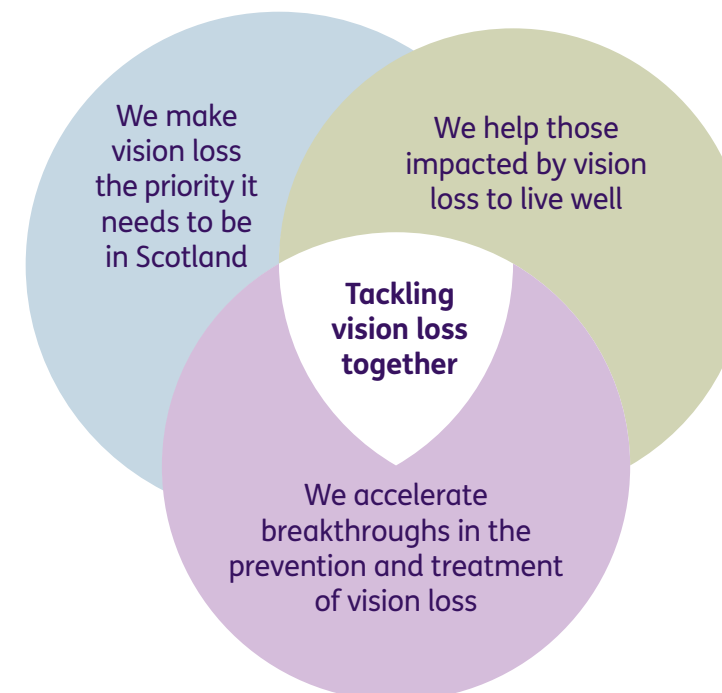 We make
vision loss
the priority it
needs to be
in Scotland
We help those
impacted by vision
loss to live well
Tackling
vision loss
together
We accelerate
breakthroughs in the
prevention and treatment
of vision loss